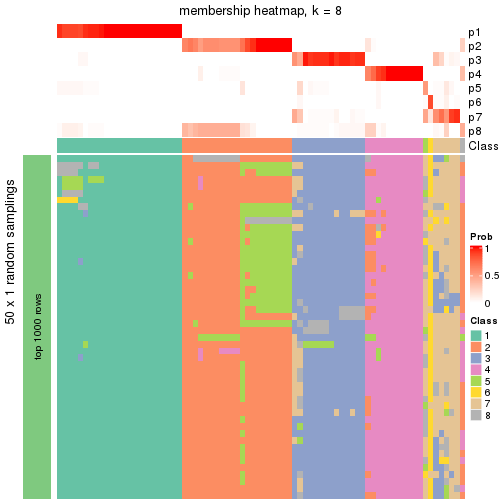 membership heatmap, k = 8
p1
p2
p3
p4
p5
p6
p7
p8
Class
50 x 1 random samplings
top 1000 rows
Prob
1
0.5
0
Class
1
2
3
4
5
6
7
8